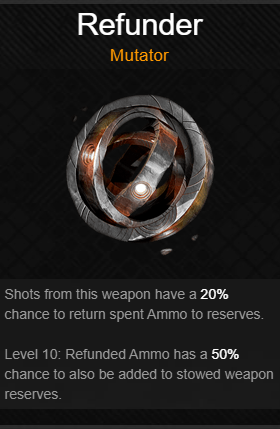 Refunder
Mutator
Shots from this weapon have a 20%
chance to return spent Ammo to reserves.
Level 10: Refunded Ammo has a 50%
chance to also be added to stowed weapon
reserves.